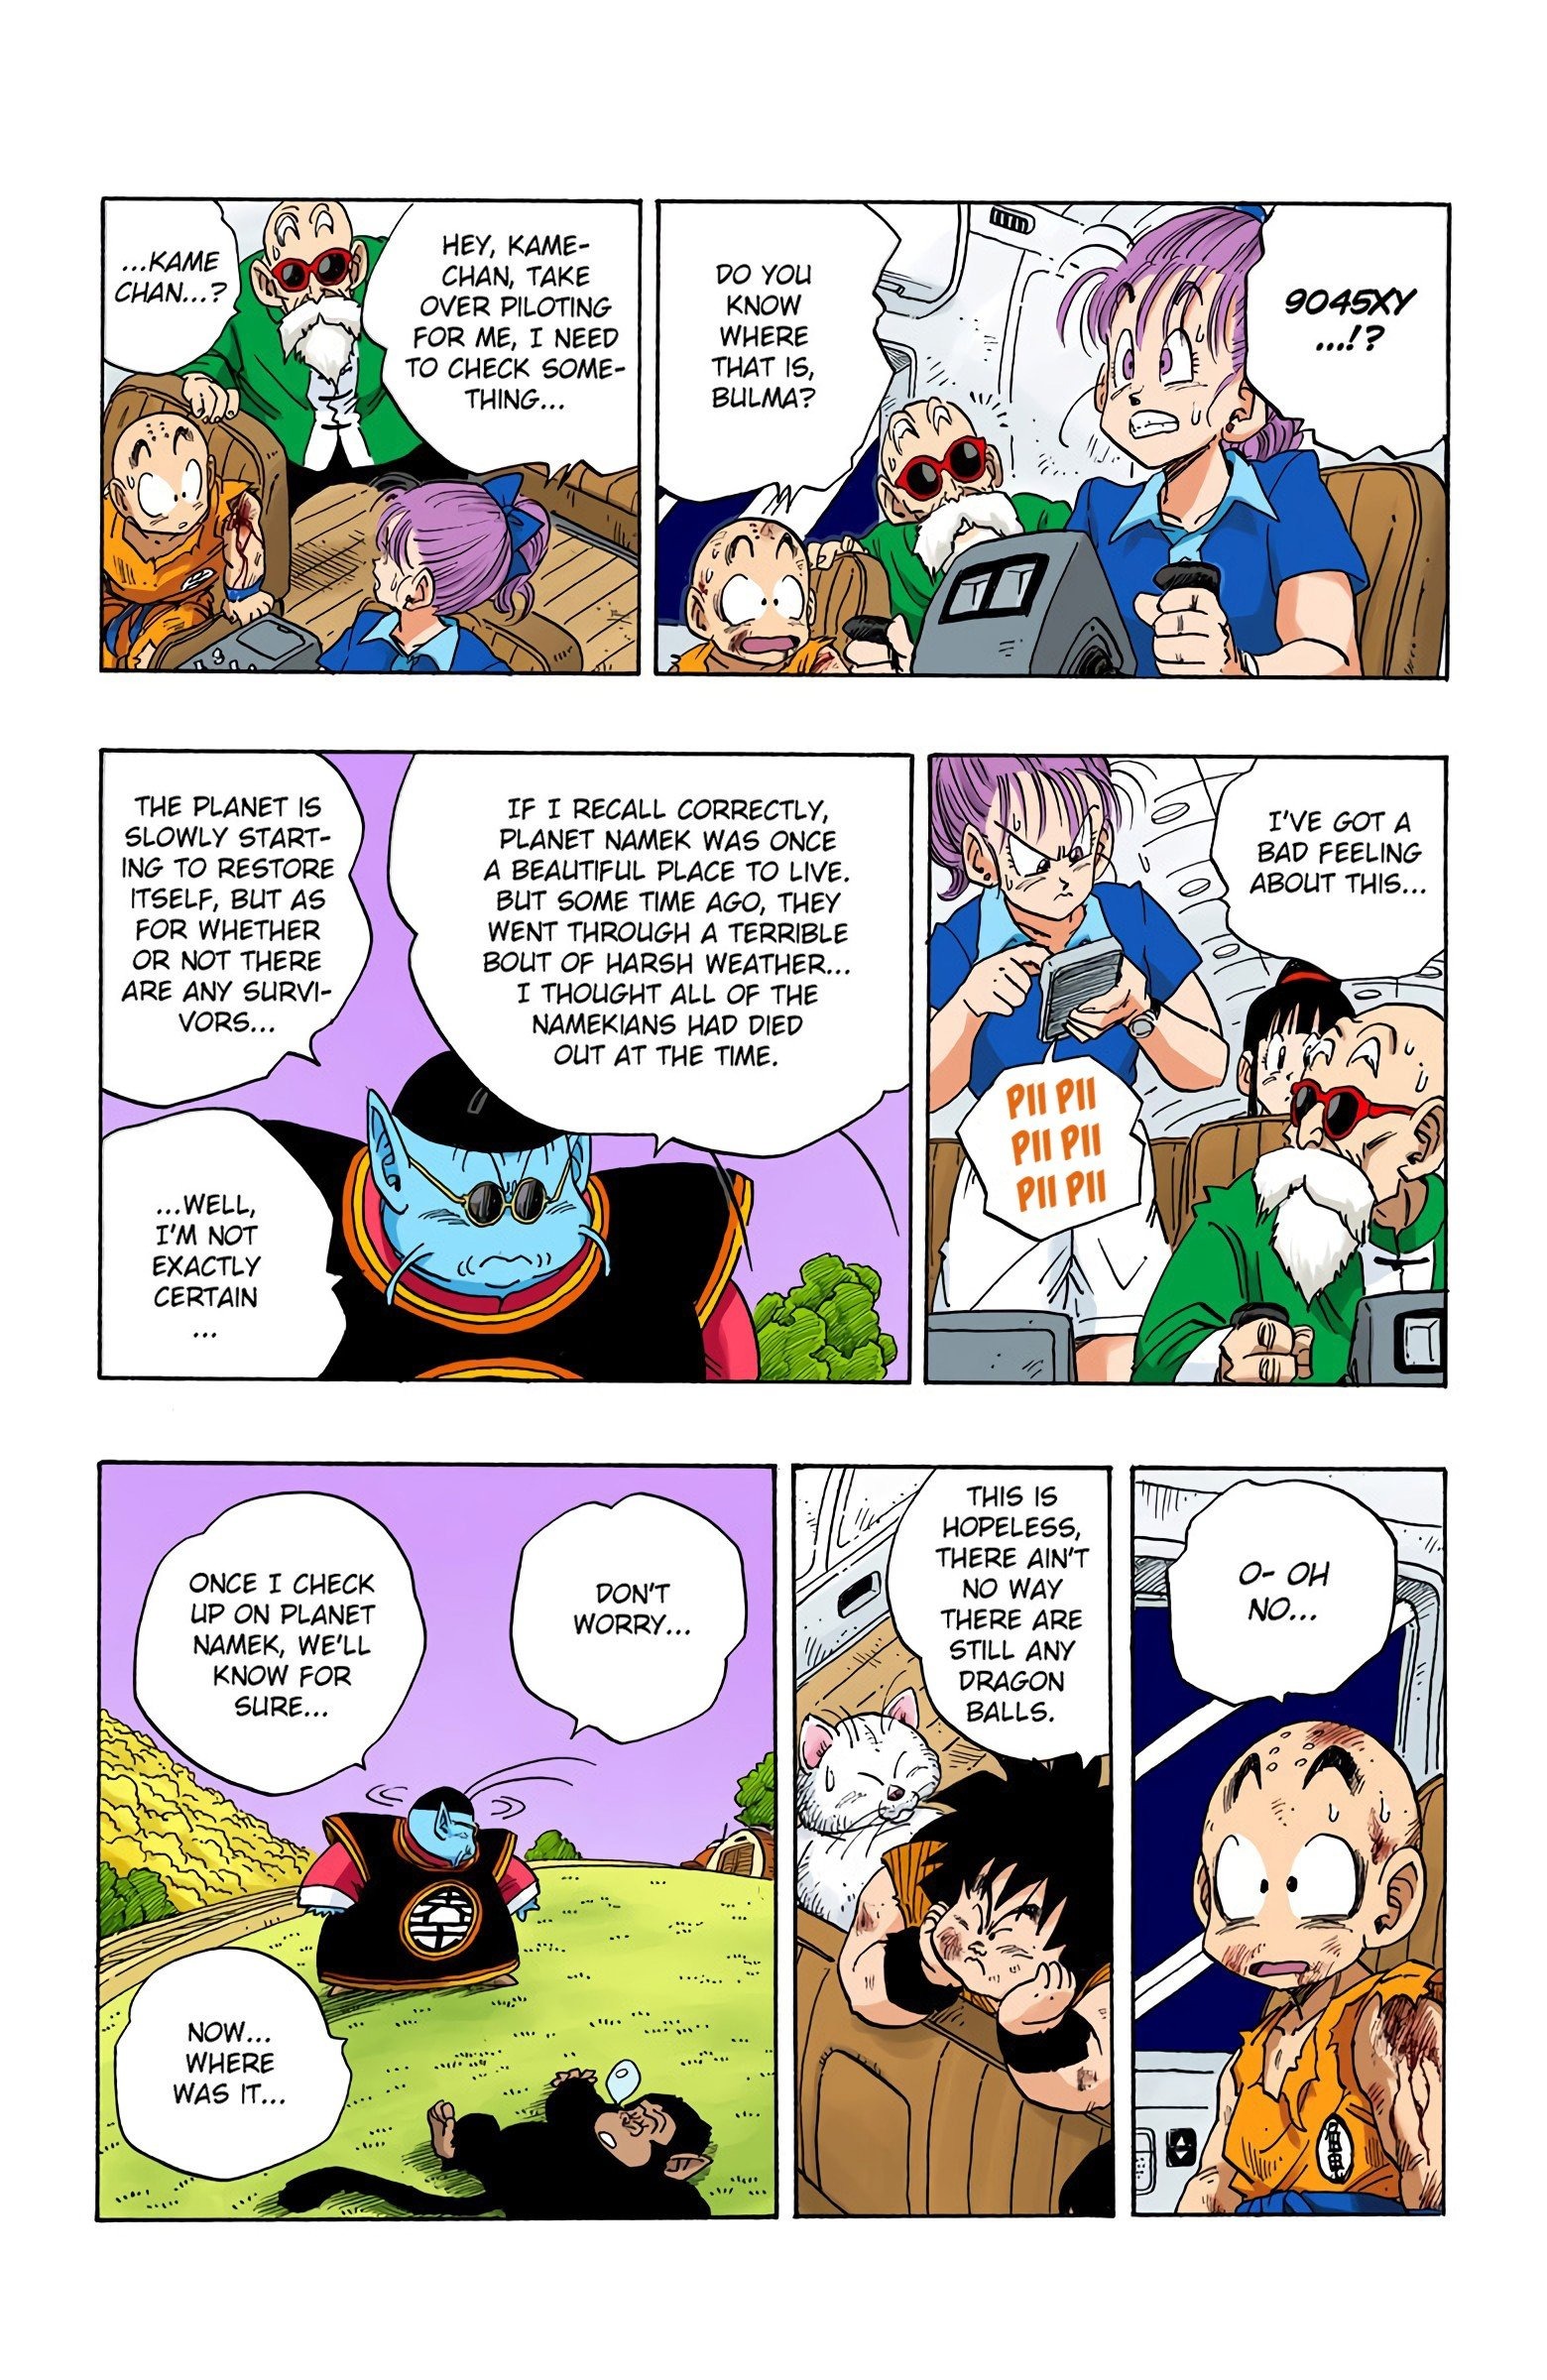 9045XY
...!?
DO YOU
KNOW
WHERE
THAT IS,
BULMA?
HEY, KAME-
CHAN, TAKE
OVER PILOTING
FOR ME, I NEED
TO CHECK SOME-
THING...
...KAME
CHAN...?
I'VE GOT A
BAD FEELING
ABOUT THIS...
PII PII
PII PII
PII PII
IF I RECALL CORRECTLY,
PLANET NAMEK WAS ONCE
A BEAUTIFUL PLACE TO LIVE.
BUT SOME TIME AGO, THEY
WENT THROUGH A TERRIBLE
BOUT OF HARSH WEATHER...
I THOUGHT ALL OF THE
NAMEKIANS HAD DIED
OUT AT THE TIME.
THE PLANET IS
SLOWLY START-
ING TO RESTORE
ITSELF, BUT AS
FOR WHETHER
OR NOT THERE
ARE ANY SURVI-
VORS...
...WELL,
I'M NOT
EXACTLY
CERTAIN
...
O- OH
NO...
THIS IS
HOPELESS,
THERE AIN'T
NO WAY
THERE ARE
STILL ANY
DRAGON
BALLS.
DON'T
WORRY...
ONCE I CHECK
UP ON PLANET
NAMEK, WE'LL
KNOW FOR
SURE...
NOW...
WHERE
WAS IT...